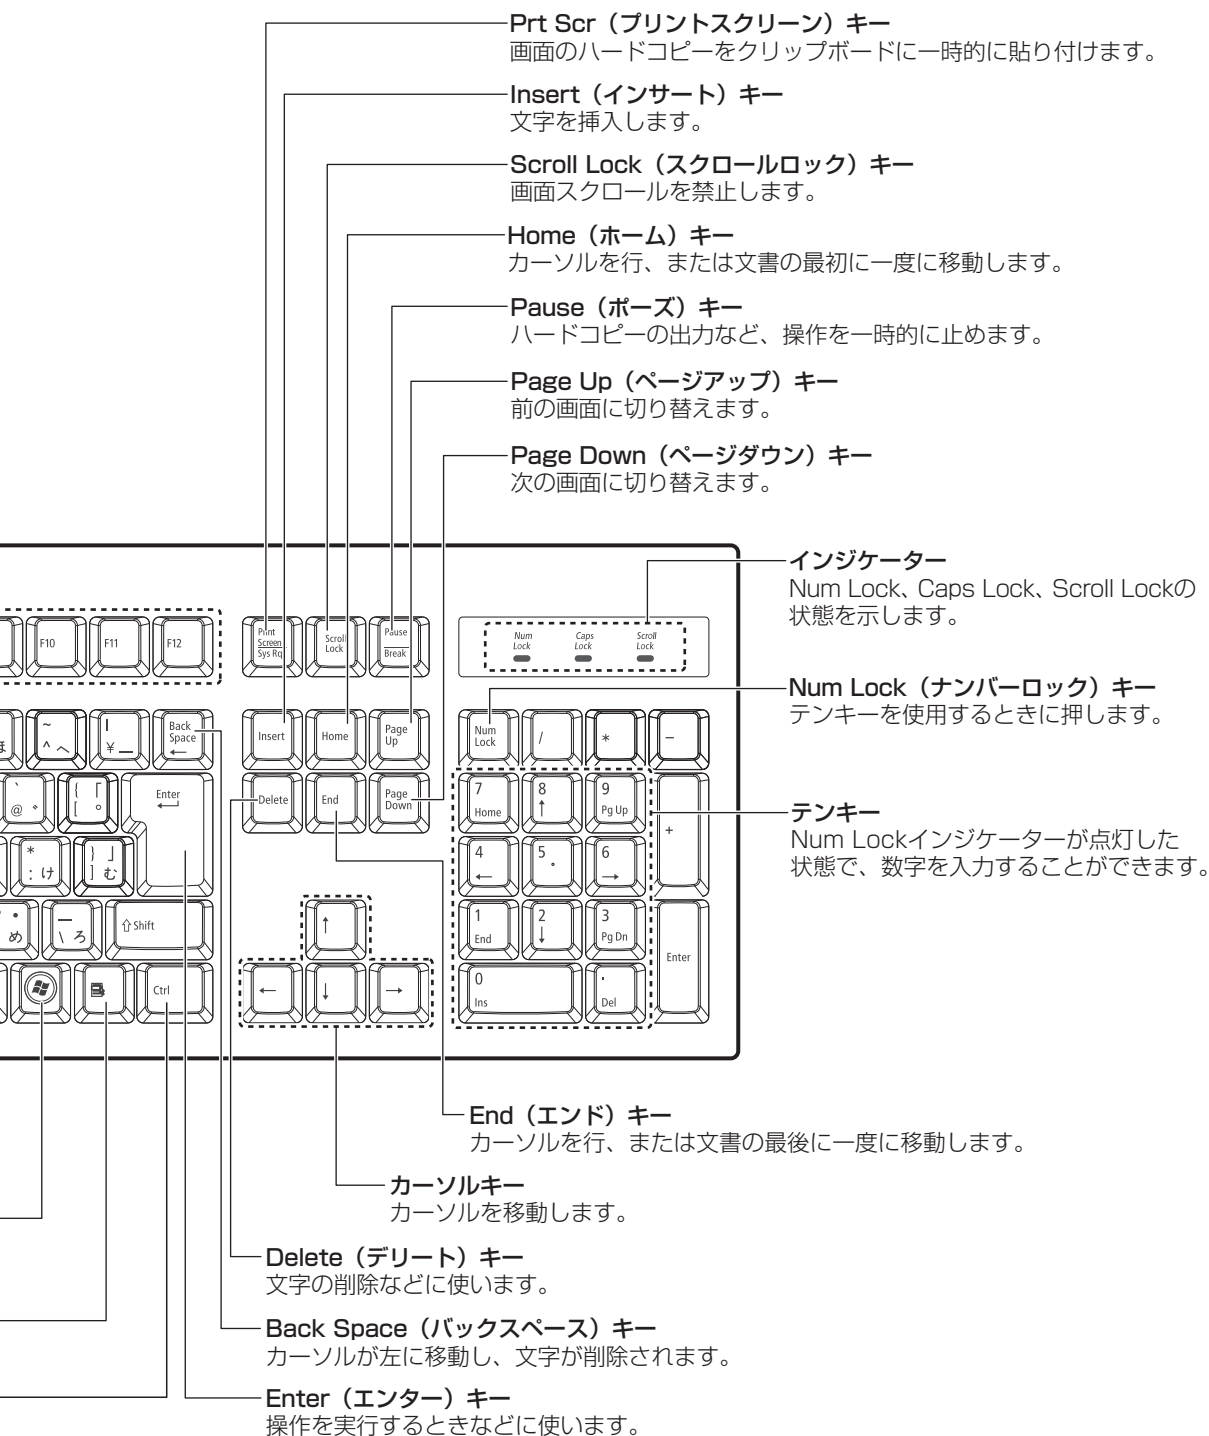 Prt Scr（プリントスクリーン）キー
画面のハードコピーをクリップボードに一時的に貼り付けます。
Insert（インサート）キー
文字を挿入します。
Scroll Lock（スクロールロック）キー
画面スクロールを禁止します。
Home（ホーム）キー
カーソルを行、または文書の最初に一度に移動します。
Pause（ポーズ）キー
ハードコピーの出力など、操作を一時的に止めます。
Page Up（ページアップ）キー
前の画面に切り替えます。
Page Down（ページダウン）キー
次の画面に切り替えます。
インジケーター
Num Lock、Caps Lock、Scroll Lockの
状態を示します。
Num Lock（ナンバーロック）キー
テンキーを使用するときに押します。
テンキー
Num Lockインジケーターが点灯した
状態で、数字を入力することができます。
F10
F11
F12
Print
Screen
Sys Rq
Scroll
Lock
Pause
Break
Num
Lock
Caps
Lock
Scroll
Lock
~
^ へ
|
¥ ー
Back
Space
←
Insert
Home
Page
Up
Num
Lock
/
*
-
`
@ ゛
{ 「
[ ゜
Enter
Delete
End
Page
Down
7
Home
8
↑
9
Pg Up
+
*
: け
} 」
] む
4
←
5
6
→
・
め
_
\ ろ
⇧ Shift
↑
1
End
2
↓
3
Pg Dn
Enter
Ctrl
←
↓
→
0
Ins
.
Del
End（エンド）キー
カーソルを行、または文書の最後に一度に移動します。
カーソルキー
カーソルを移動します。
Delete（デリート）キー
文字の削除などに使います。
Back Space（バックスペース）キー
カーソルが左に移動し、文字が削除されます。
Enter（エンター）キー
操作を実行するときなどに使います。